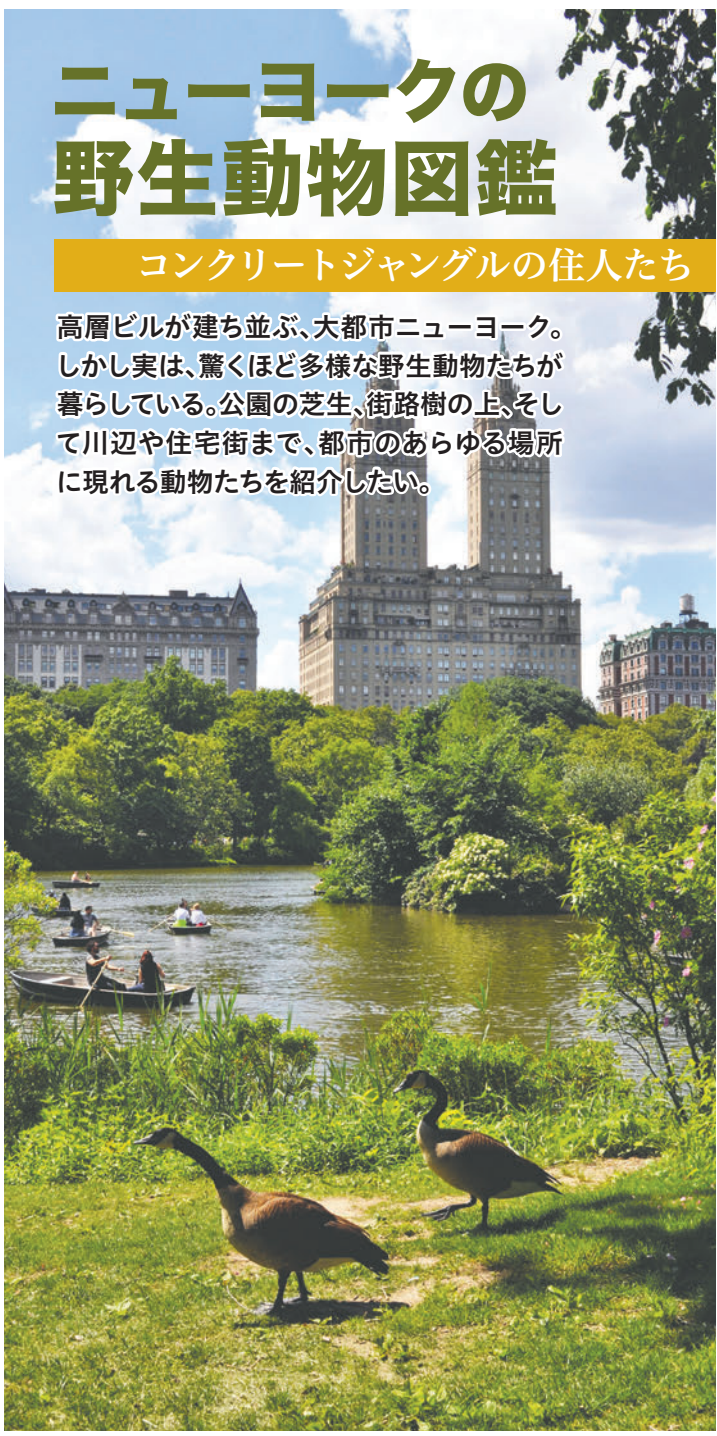 ニューヨークの
野生動物図鑑
コンクリートジャングルの住人たち
高層ビルが建ち並ぶ、大都市ニューヨーク。
しかし実は、驚くほど多様な野生動物たちが
暮らしている。公園の芝生、街路樹の上、そし
て川辺や住宅街まで、都市のあらゆる場所
に現れる動物たちを紹介したい。